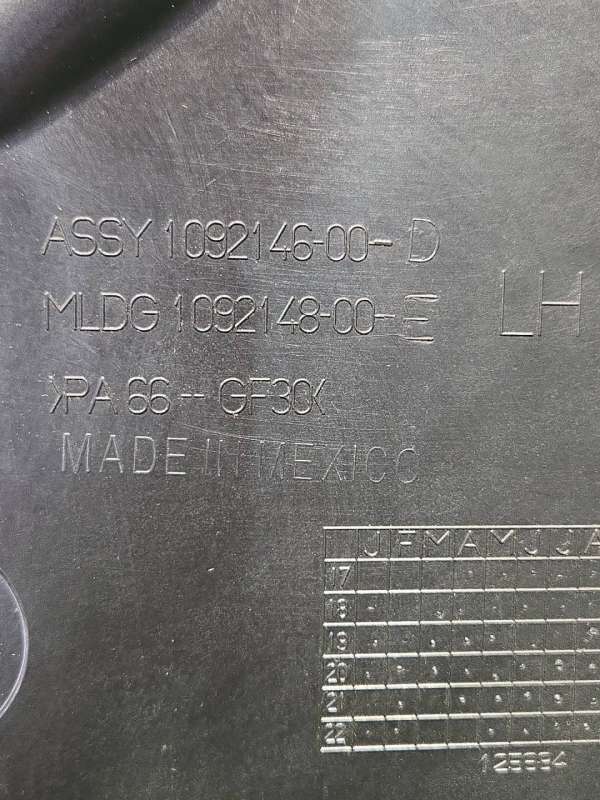 ASSY 1092146-00-D
MLDG 1092148-00-E
LH
>PA 66--GF30<
MADE IN MEXICO
J F M A M J J A
17
18
19
20
21
22